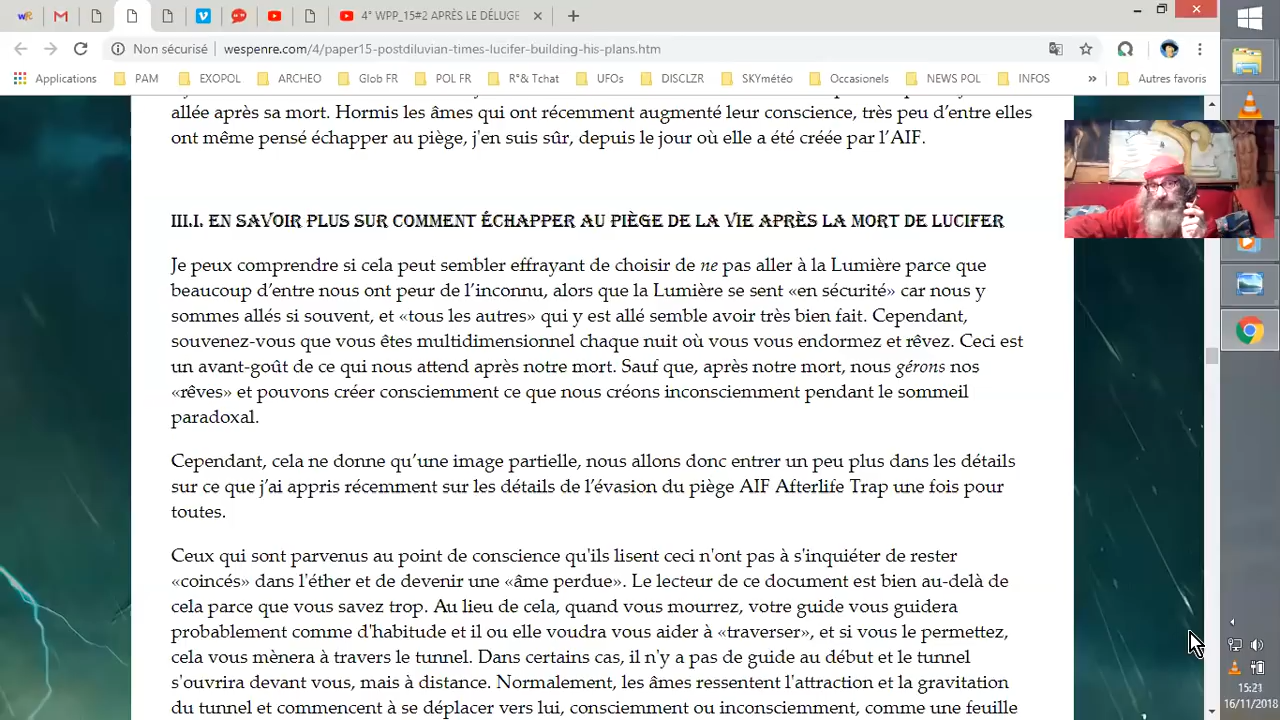 4° WPP_15#2 APRÈS LE DÉLUGE
Non sécurisé | wespenre.com/4/paper15-postdiluvian-times-lucifer-building-his-plans.htm
Applications PAM EXOPOL ARCHEO Glob FR POL FR R°& Tchat UFOs DISCLZR SKYmétéo Occasionels NEWS POL INFOS » Autres favoris
allée après sa mort. Hormis les âmes qui ont récemment augmenté leur conscience, très peu d’entre elles
ont même pensé échapper au piège, j'en suis sûr, depuis le jour où elle a été créée par l’AIF.
III.I. EN SAVOIR PLUS SUR COMMENT ÉCHAPPER AU PIÈGE DE LA VIE APRÈS LA MORT DE LUCIFER
Je peux comprendre si cela peut sembler effrayant de choisir de ne pas aller à la Lumière parce que
beaucoup d’entre nous ont peur de l’inconnu, alors que la Lumière se sent «en sécurité» car nous y
sommes allés si souvent, et «tous les autres» qui y est allé semble avoir très bien fait. Cependant,
souvenez-vous que vous êtes multidimensionnel chaque nuit où vous vous endormez et rêvez. Ceci est
un avant-goût de ce qui nous attend après notre mort. Sauf que, après notre mort, nous gérons nos
«rêves» et pouvons créer consciemment ce que nous créons inconsciemment pendant le sommeil
paradoxal.
Cependant, cela ne donne qu’une image partielle, nous allons donc entrer un peu plus dans les détails
sur ce que j’ai appris récemment sur les détails de l’évasion du piège AIF Afterlife Trap une fois pour
toutes.
Ceux qui sont parvenus au point de conscience qu'ils lisent ceci n'ont pas à s'inquiéter de rester
«coincés» dans l'éther et de devenir une «âme perdue». Le lecteur de ce document est bien au-delà de
cela parce que vous savez trop. Au lieu de cela, quand vous mourrez, votre guide vous guidera
probablement comme d'habitude et il ou elle voudra vous aider à «traverser», et si vous le permettez,
cela vous mènera à travers le tunnel. Dans certains cas, il n'y a pas de guide au début et le tunnel
s'ouvrira devant vous, mais à distance. Normalement, les âmes ressentent l'attraction et la gravitation
du tunnel et commencent à se déplacer vers lui, consciemment ou inconsciemment, comme une feuille
15:21
16/11/2018